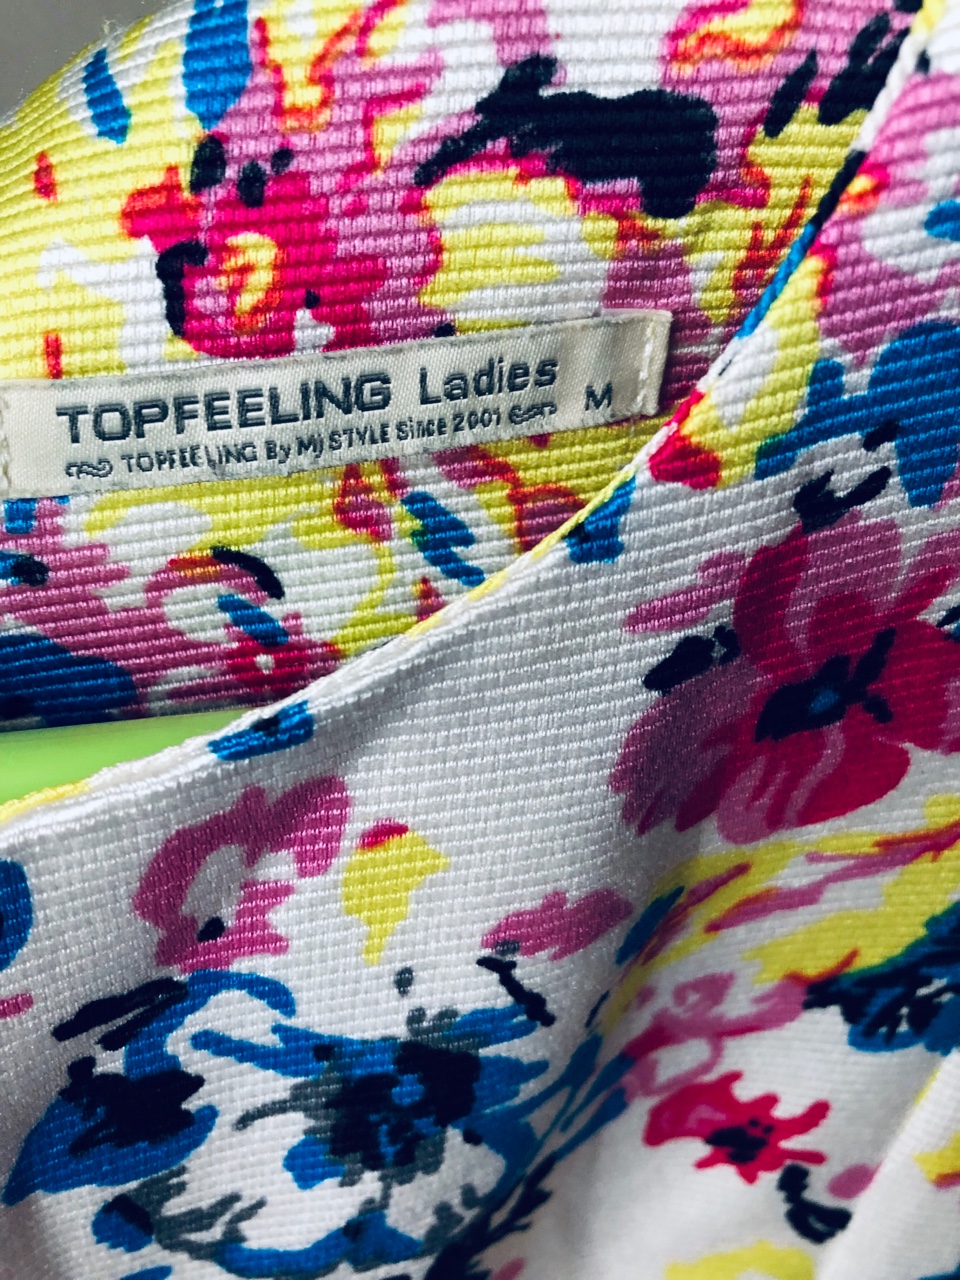 TOPFEELING Ladies M
TOPFEELING By MJ STYLE Since 2001